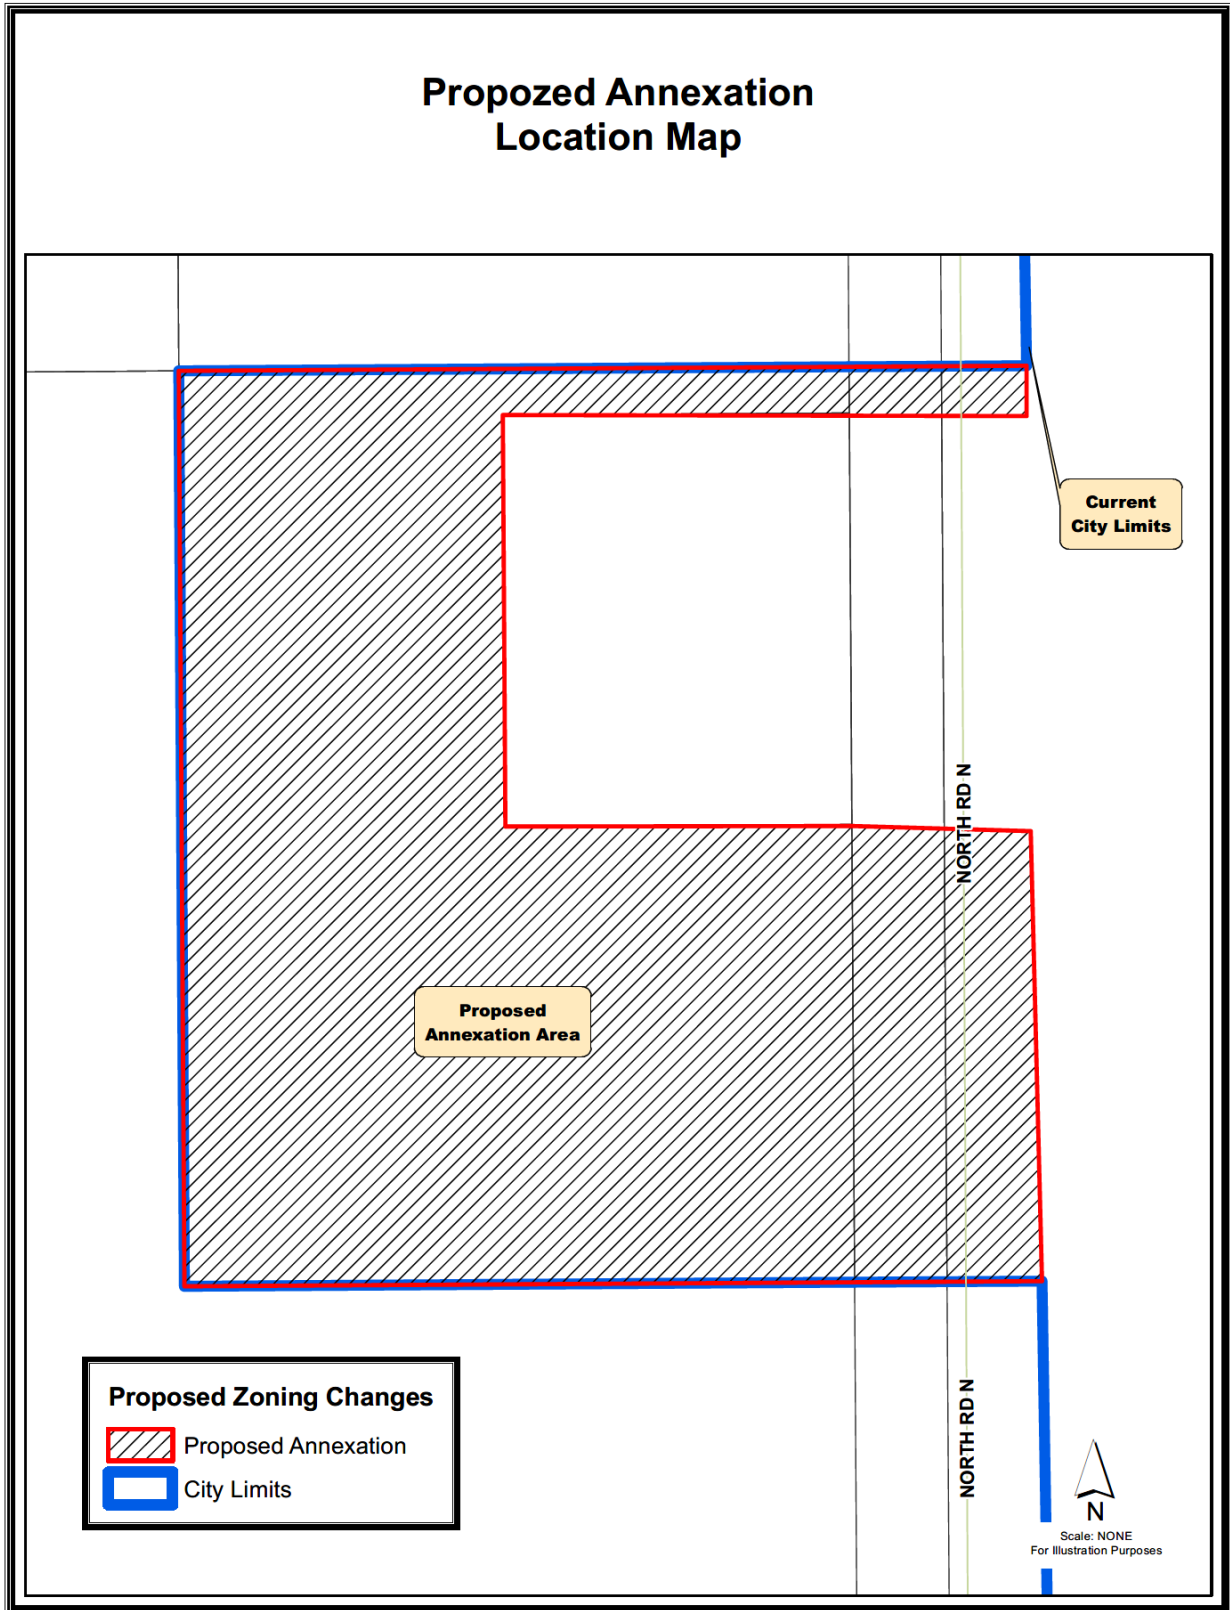 Propozed Annexation
Location Map
Current
City Limits
NORTH RD N
Proposed
Annexation Area
Proposed Zoning Changes
Proposed Annexation
City Limits
NORTH RD N
N
Scale: NONE
For Illustration Purposes